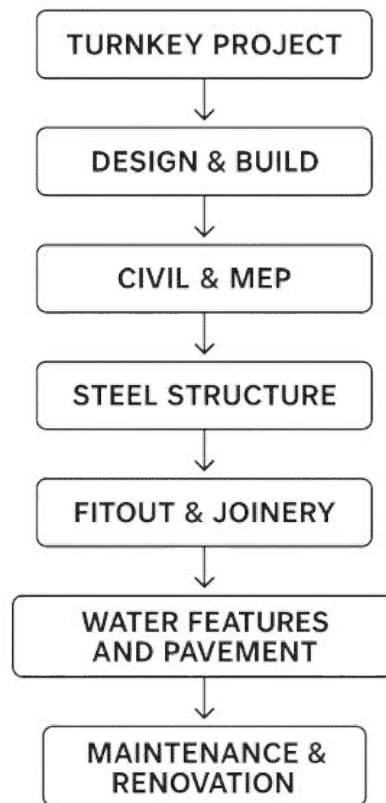 TURNKEY PROJECT
DESIGN & BUILD
CIVIL & MEP
STEEL STRUCTURE
FITOUT & JOINERY
WATER FEATURES
AND PAVEMENT
MAINTENANCE &
RENOVATION